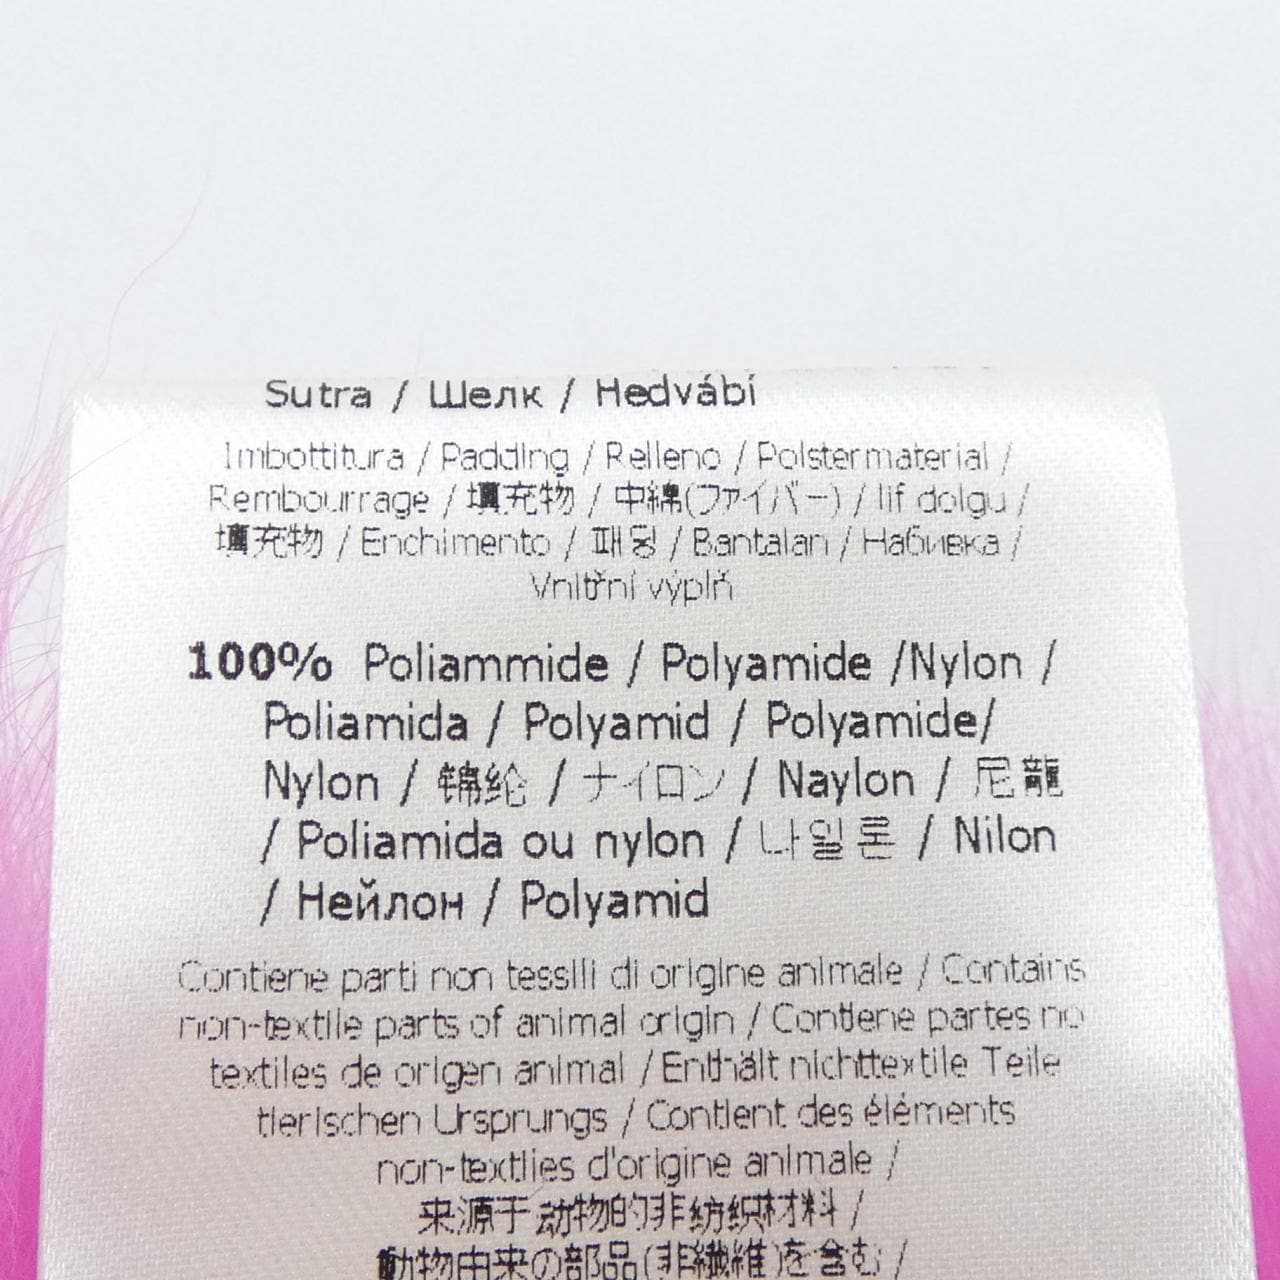 Sutra / Шелк / Hedvábí
Imbottitura / Padding / Relleno / Polstermaterial /
Rembourrage / 填充物 / 中綿(ファイバー) / lif dolgu /
填充物 / Enchimento / 패딩 / Bantalan / Набивка /
Vnitřní výplň
100% Poliammide / Polyamide /Nylon /
Poliamida / Polyamid / Polyamide/
Nylon / 锦纶 / ナイロン / Naylon / 尼龍
/ Poliamida ou nylon / 나일론 / Nilon
/ Нейлон / Polyamid
Contiene parti non tessili di origine animale / Contains
non-textile parts of animal origin / Contiene partes no
textiles de origen animal / Enthält nichttextile Teile
tierischen Ursprungs / Contient des éléments
non-textiles d'origine animale /
来源于动物的非纺织材料 /
動物由来の部品(非繊維)を含む /